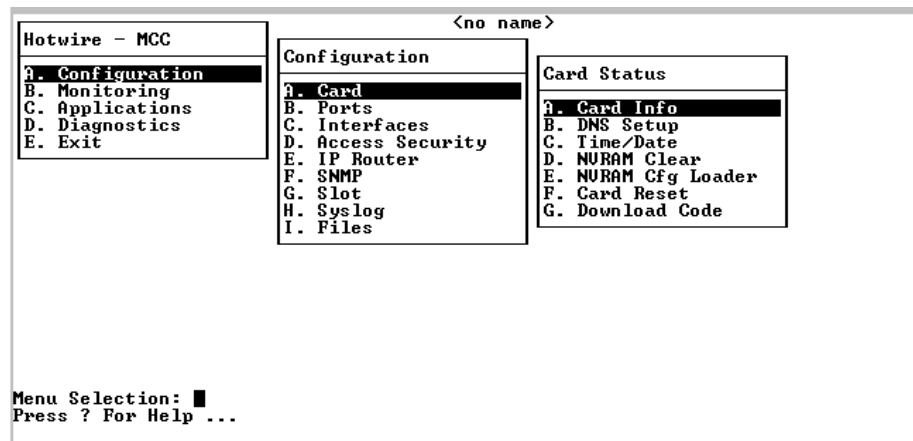 <no name>
Hotwire - MCC
A. Configuration
B. Monitoring
C. Applications
D. Diagnostics
E. Exit
Configuration
A. Card
B. Ports
C. Interfaces
D. Access Security
E. IP Router
F. SNMP
G. Slot
H. Syslog
I. Files
Card Status
A. Card Info
B. DNS Setup
C. Time/Date
D. NVRAM Clear
E. NVRAM Cfg Loader
F. Card Reset
G. Download Code
Menu Selection:
Press ? For Help ...